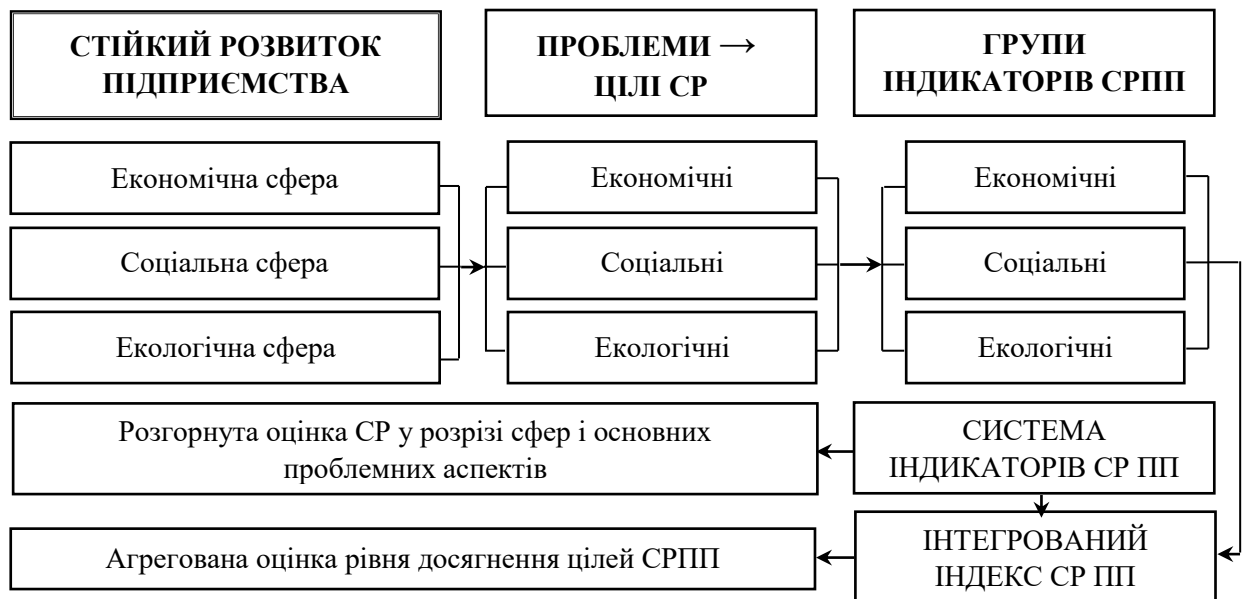 СТІЙКИЙ РОЗВИТОК
ПІДПРИЄМСТВА
ПРОБЛЕМИ →
ЦІЛІ СР
ГРУПИ
ІНДИКАТОРІВ СРПП
Економічна сфера
Економічні
Економічні
Соціальна сфера
Соціальні
Соціальні
Екологічна сфера
Екологічні
Екологічні
Розгорнута оцінка СР у розрізі сфер і основних
проблемних аспектів
СИСТЕМА
ІНДИКАТОРІВ СР ПП
Агрегована оцінка рівня досягнення цілей СРПП
ІНТЕГРОВАНИЙ
ІНДЕКС СР ПП